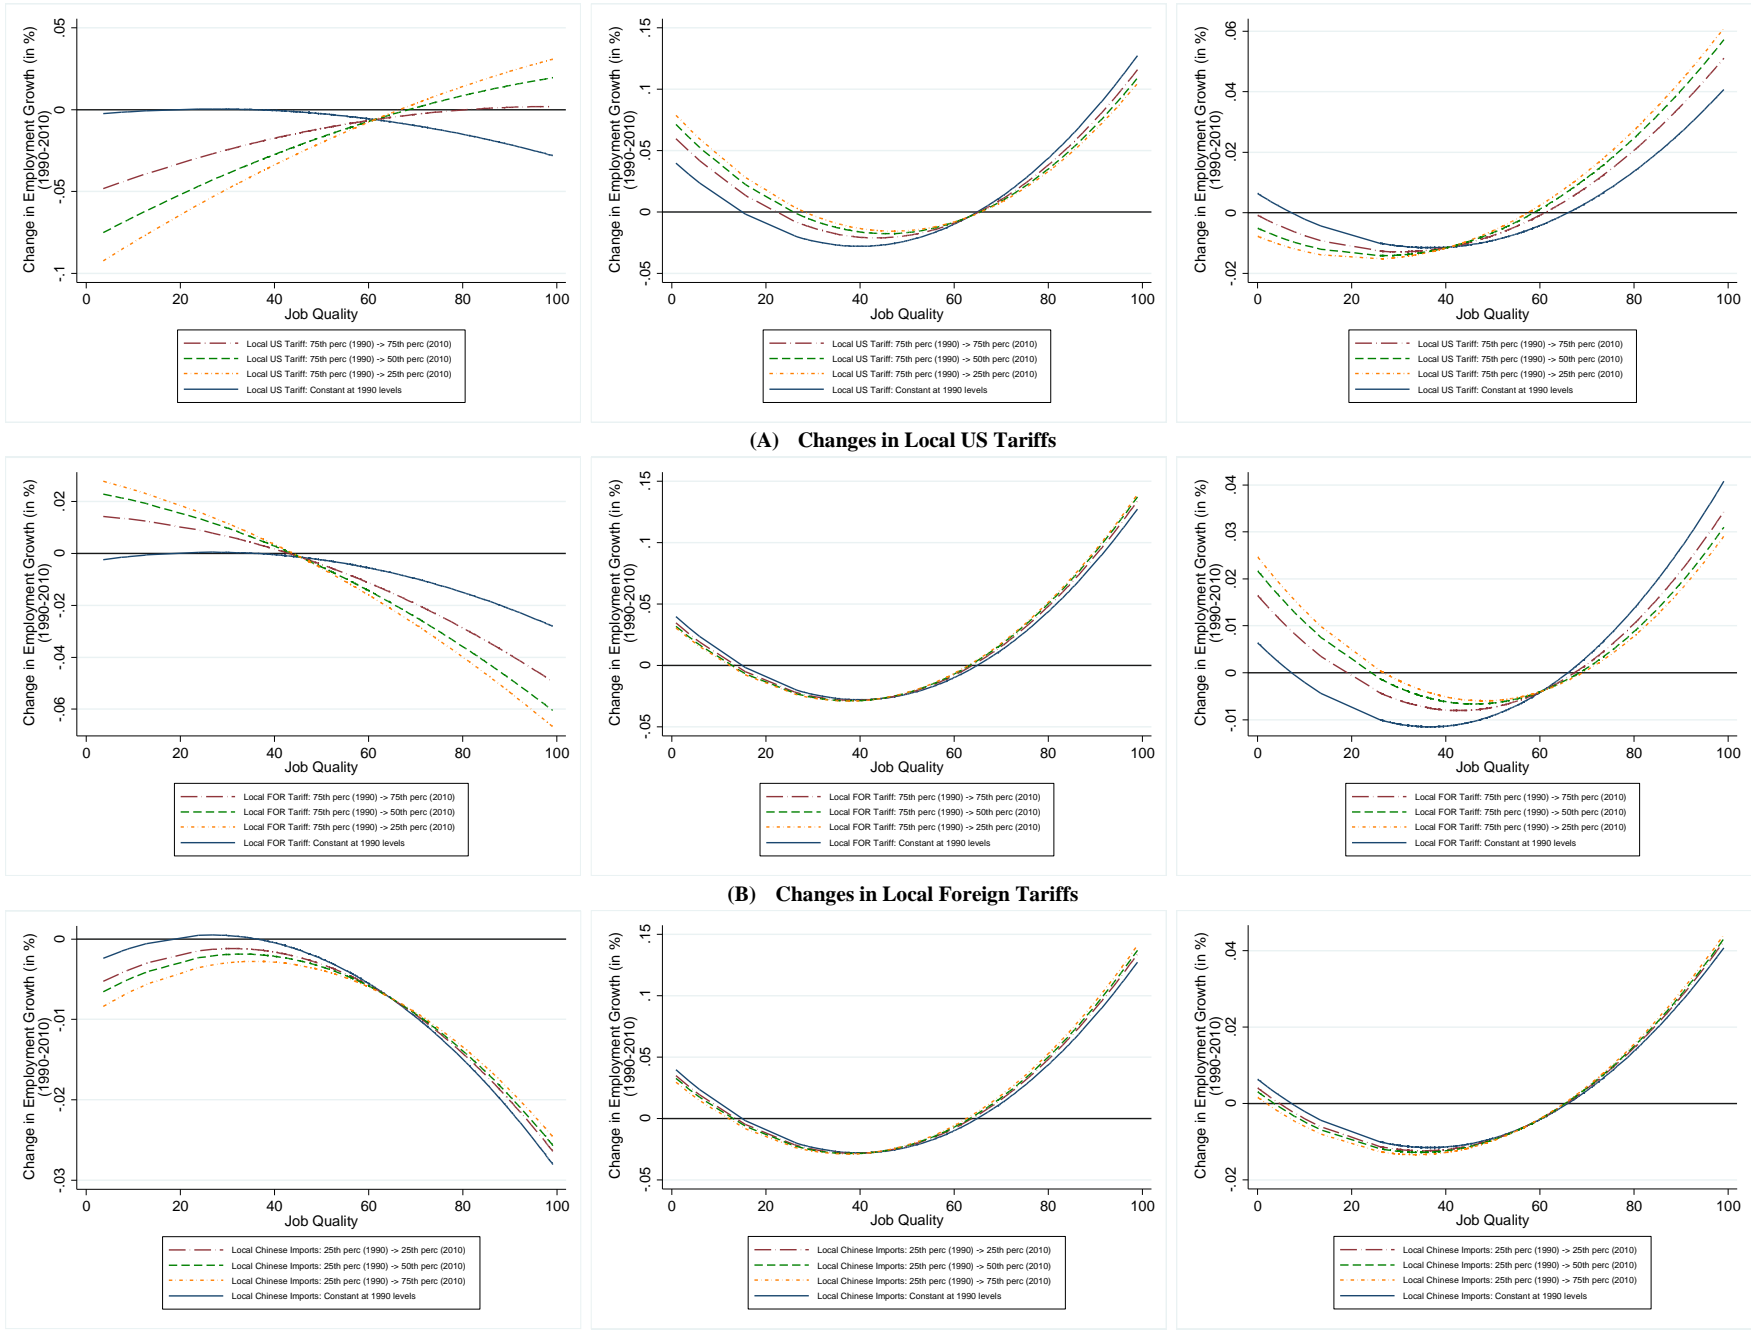 Change in Employment Growth (in %)
(1990-2010)
.05
0
-.05
-.1
0 20 40 60 80 100
Job Quality
Local US Tariff: 75th perc (1990) -> 75th perc (2010)
Local US Tariff: 75th perc (1990) -> 50th perc (2010)
Local US Tariff: 75th perc (1990) -> 25th perc (2010)
Local US Tariff: Constant at 1990 levels
Change in Employment Growth (in %)
(1990-2010)
.15
.1
.05
0
-.05
0 20 40 60 80 100
Job Quality
Local US Tariff: 75th perc (1990) -> 75th perc (2010)
Local US Tariff: 75th perc (1990) -> 50th perc (2010)
Local US Tariff: 75th perc (1990) -> 25th perc (2010)
Local US Tariff: Constant at 1990 levels
Change in Employment Growth (in %)
(1990-2010)
.06
.04
.02
0
-.02
0 20 40 60 80 100
Job Quality
Local US Tariff: 75th perc (1990) -> 75th perc (2010)
Local US Tariff: 75th perc (1990) -> 50th perc (2010)
Local US Tariff: 75th perc (1990) -> 25th perc (2010)
Local US Tariff: Constant at 1990 levels
(A) Changes in Local US Tariffs
Change in Employment Growth (in %)
(1990-2010)
.02
0
-.02
-.04
-.06
0 20 40 60 80 100
Job Quality
Local FOR Tariff: 75th perc (1990) -> 75th perc (2010)
Local FOR Tariff: 75th perc (1990) -> 50th perc (2010)
Local FOR Tariff: 75th perc (1990) -> 25th perc (2010)
Local FOR Tariff: Constant at 1990 levels
Change in Employment Growth (in %)
(1990-2010)
.15
.1
.05
0
-.05
0 20 40 60 80 100
Job Quality
Local FOR Tariff: 75th perc (1990) -> 75th perc (2010)
Local FOR Tariff: 75th perc (1990) -> 50th perc (2010)
Local FOR Tariff: 75th perc (1990) -> 25th perc (2010)
Local FOR Tariff: Constant at 1990 levels
Change in Employment Growth (in %)
(1990-2010)
.04
.03
.02
.01
0
-.01
0 20 40 60 80 100
Job Quality
Local FOR Tariff: 75th perc (1990) -> 75th perc (2010)
Local FOR Tariff: 75th perc (1990) -> 50th perc (2010)
Local FOR Tariff: 75th perc (1990) -> 25th perc (2010)
Local FOR Tariff: Constant at 1990 levels
(B) Changes in Local Foreign Tariffs
Change in Employment Growth (in %)
(1990-2010)
0
-.01
-.02
-.03
0 20 40 60 80 100
Job Quality
Local Chinese Imports: 25th perc (1990) -> 25th perc (2010)
Local Chinese Imports: 25th perc (1990) -> 50th perc (2010)
Local Chinese Imports: 25th perc (1990) -> 75th perc (2010)
Local Chinese Imports: Constant at 1990 levels
Change in Employment Growth (in %)
(1990-2010)
.15
.1
.05
0
-.05
0 20 40 60 80 100
Job Quality
Local Chinese Imports: 25th perc (1990) -> 25th perc (2010)
Local Chinese Imports: 25th perc (1990) -> 50th perc (2010)
Local Chinese Imports: 25th perc (1990) -> 75th perc (2010)
Local Chinese Imports: Constant at 1990 levels
Change in Employment Growth (in %)
(1990-2010)
.04
.02
0
-.02
0 20 40 60 80 100
Job Quality
Local Chinese Imports: 25th perc (1990) -> 25th perc (2010)
Local Chinese Imports: 25th perc (1990) -> 50th perc (2010)
Local Chinese Imports: 25th perc (1990) -> 75th perc (2010)
Local Chinese Imports: Constant at 1990 levels